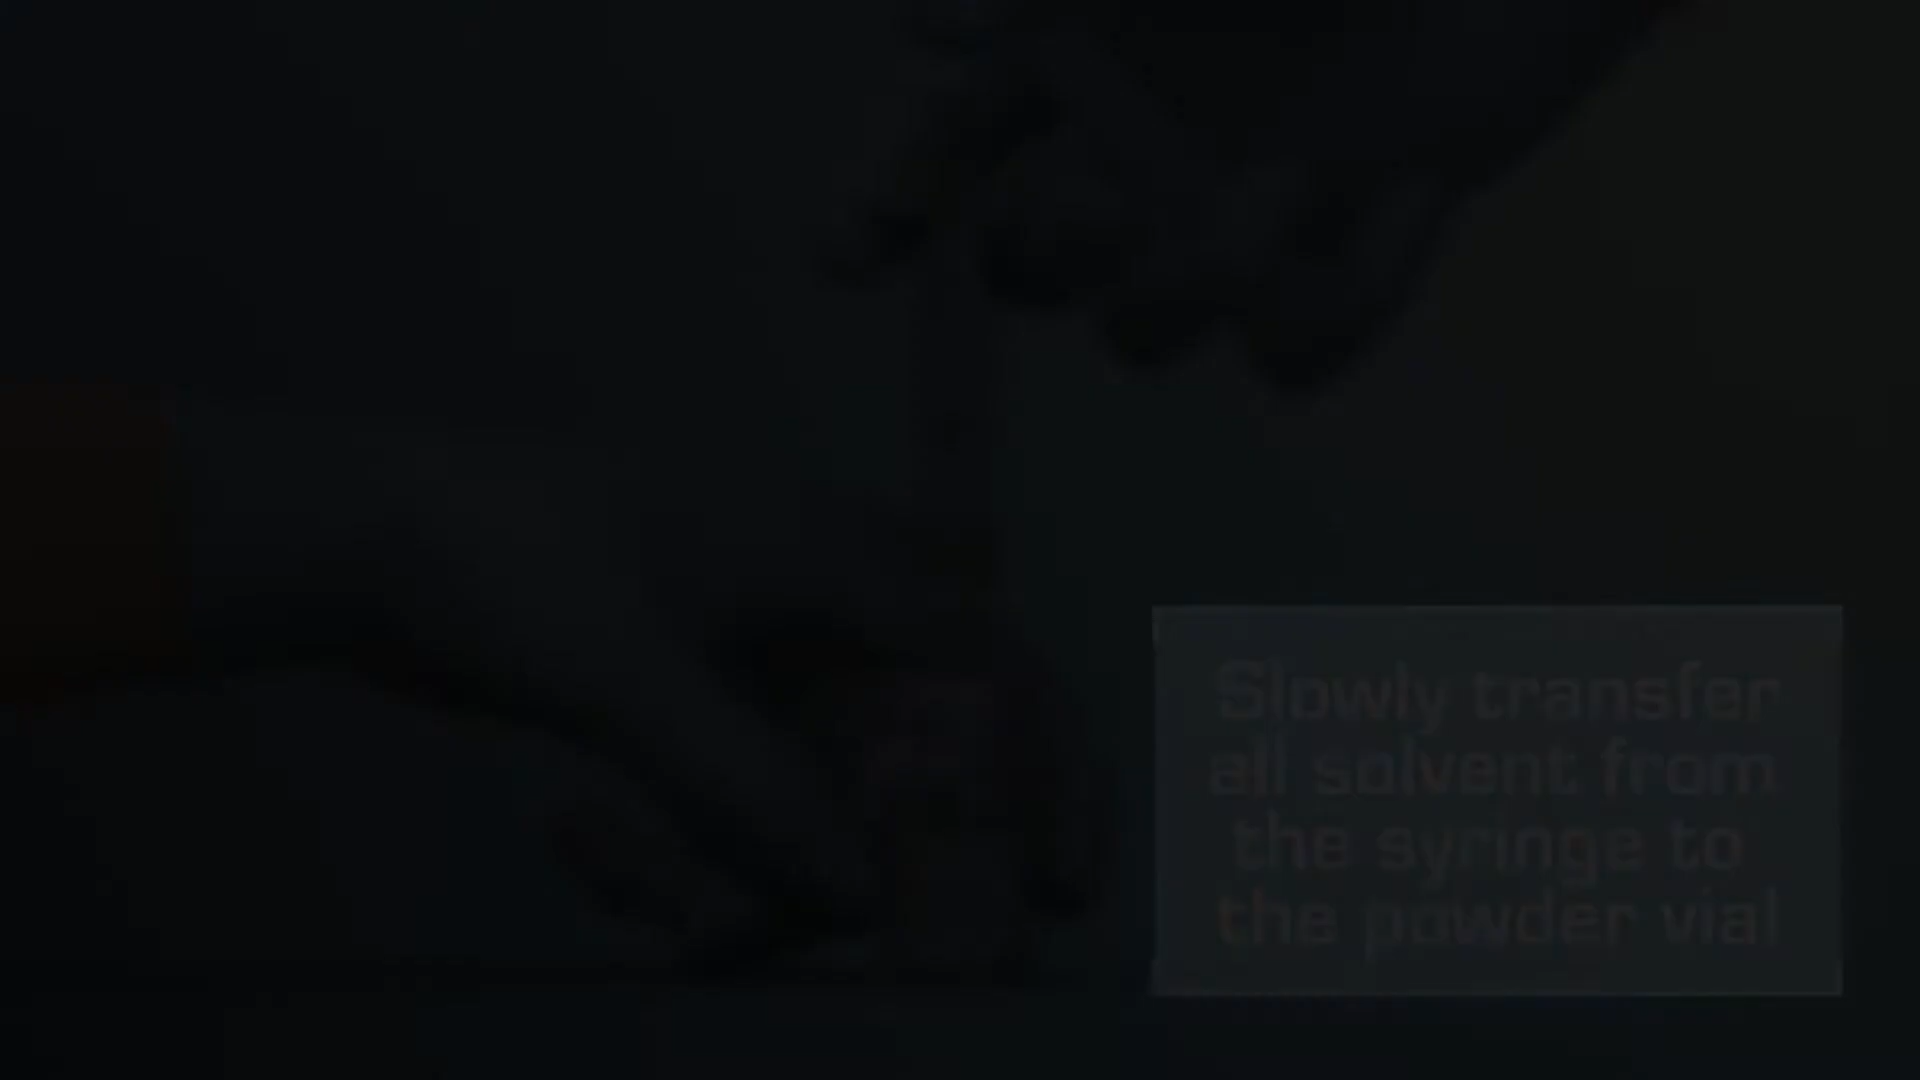 Slowly transfer
all solvent from
the syringe to
the powder vial